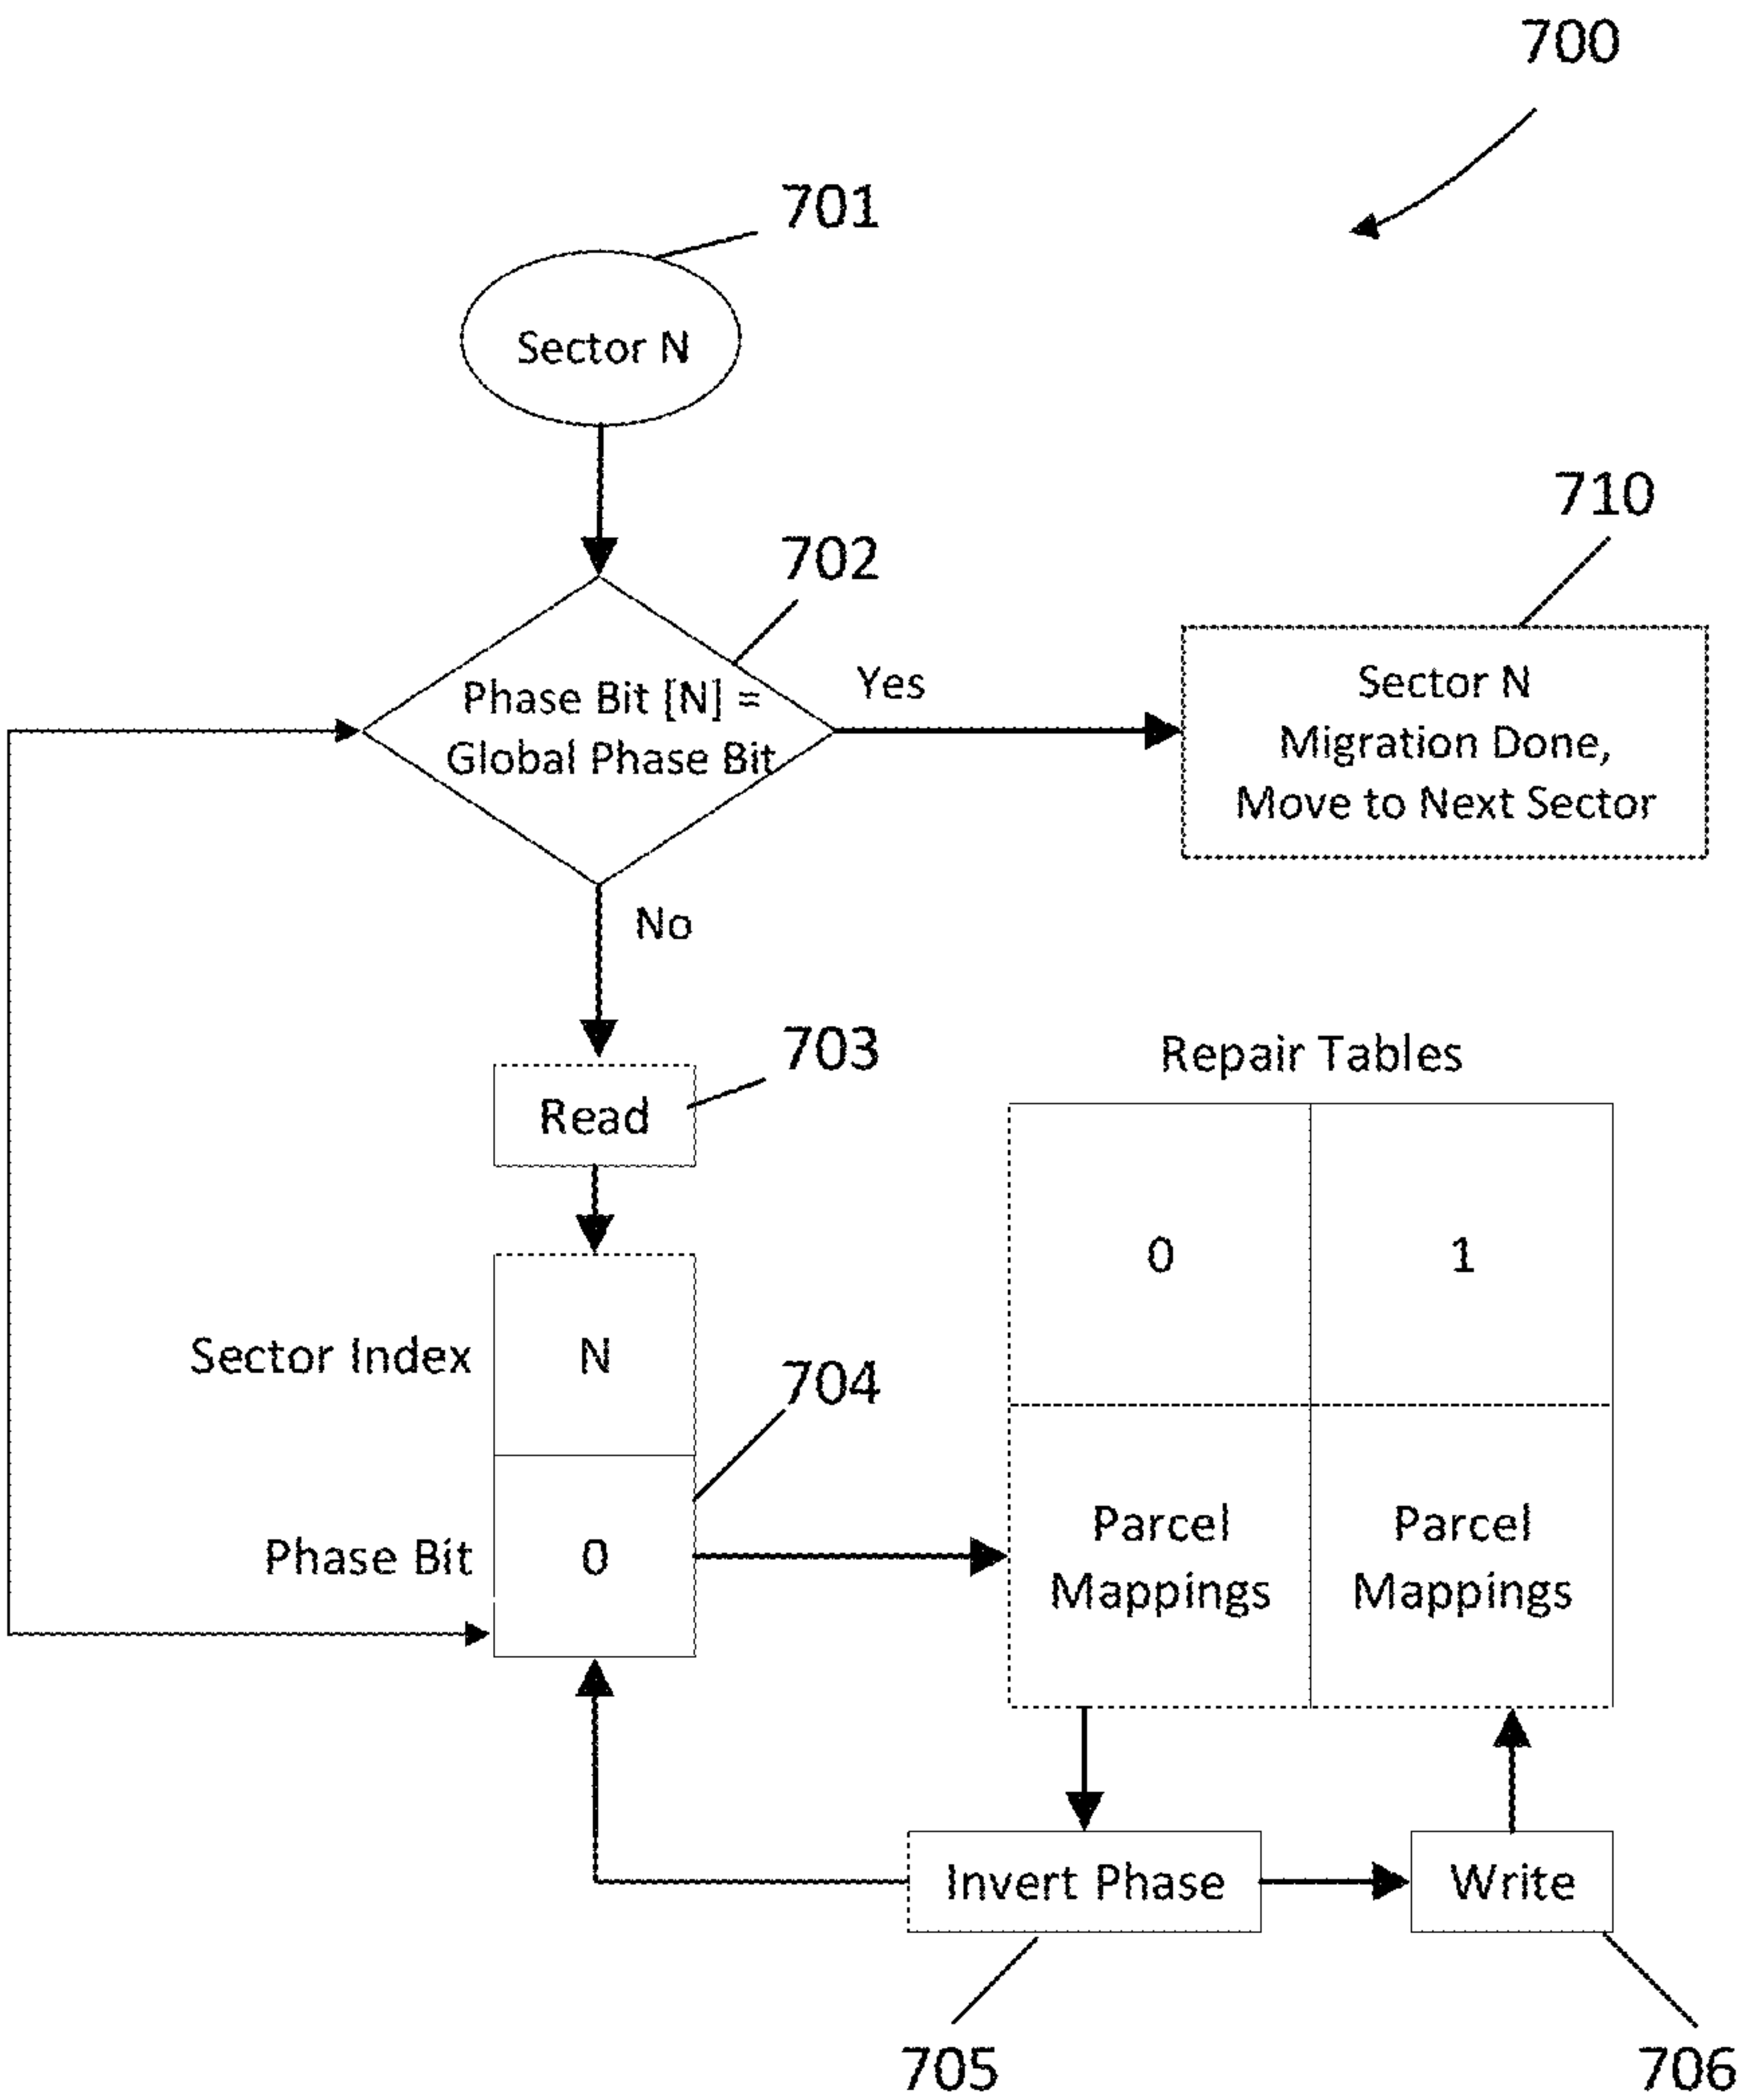 700
701
Sector N
710
702
Phase Bit [N] =
Global Phase Bit
Yes
Sector N
Migration Done,
Move to Next Sector
No
703
Read
Repair Tables
0
1
Sector Index
N
704
Phase Bit
0
Parcel
Mappings
Parcel
Mappings
Invert Phase
Write
705
706